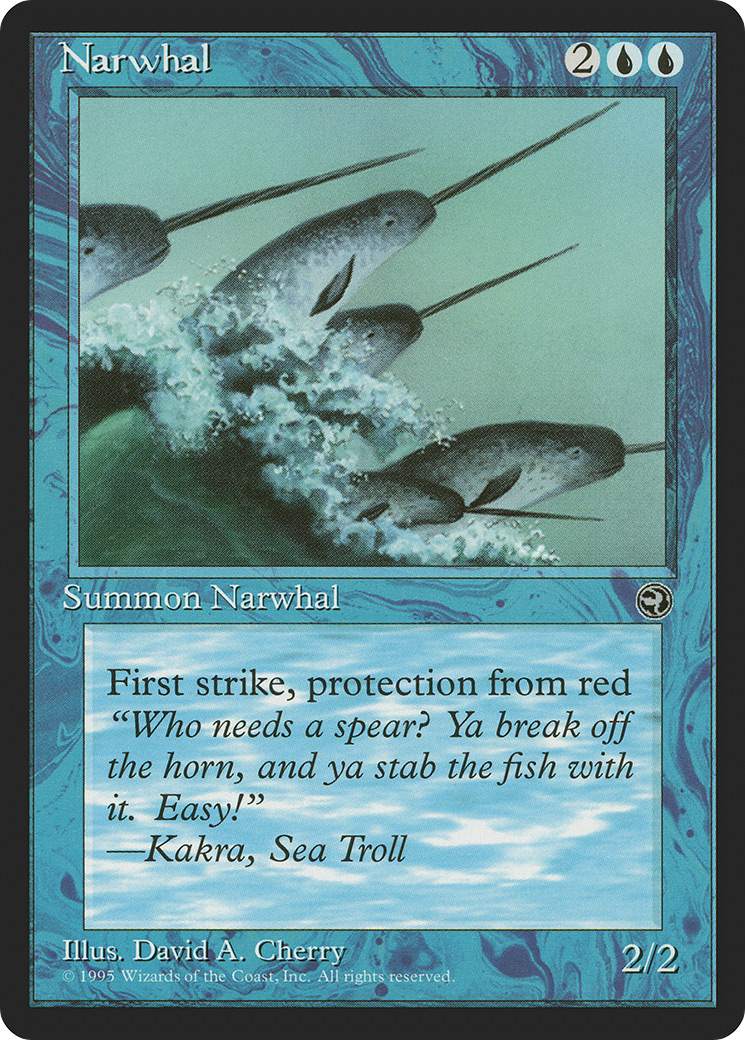 Narwhal
2
Summon Narwhal
First strike, protection from red
“Who needs a spear?  Ya break off
the horn, and ya stab the fish with
it.  Easy!”
—Kakra, Sea Troll
Illus. David A. Cherry
2/2
© 1995 Wizards of the Coast, Inc.  All rights reserved.